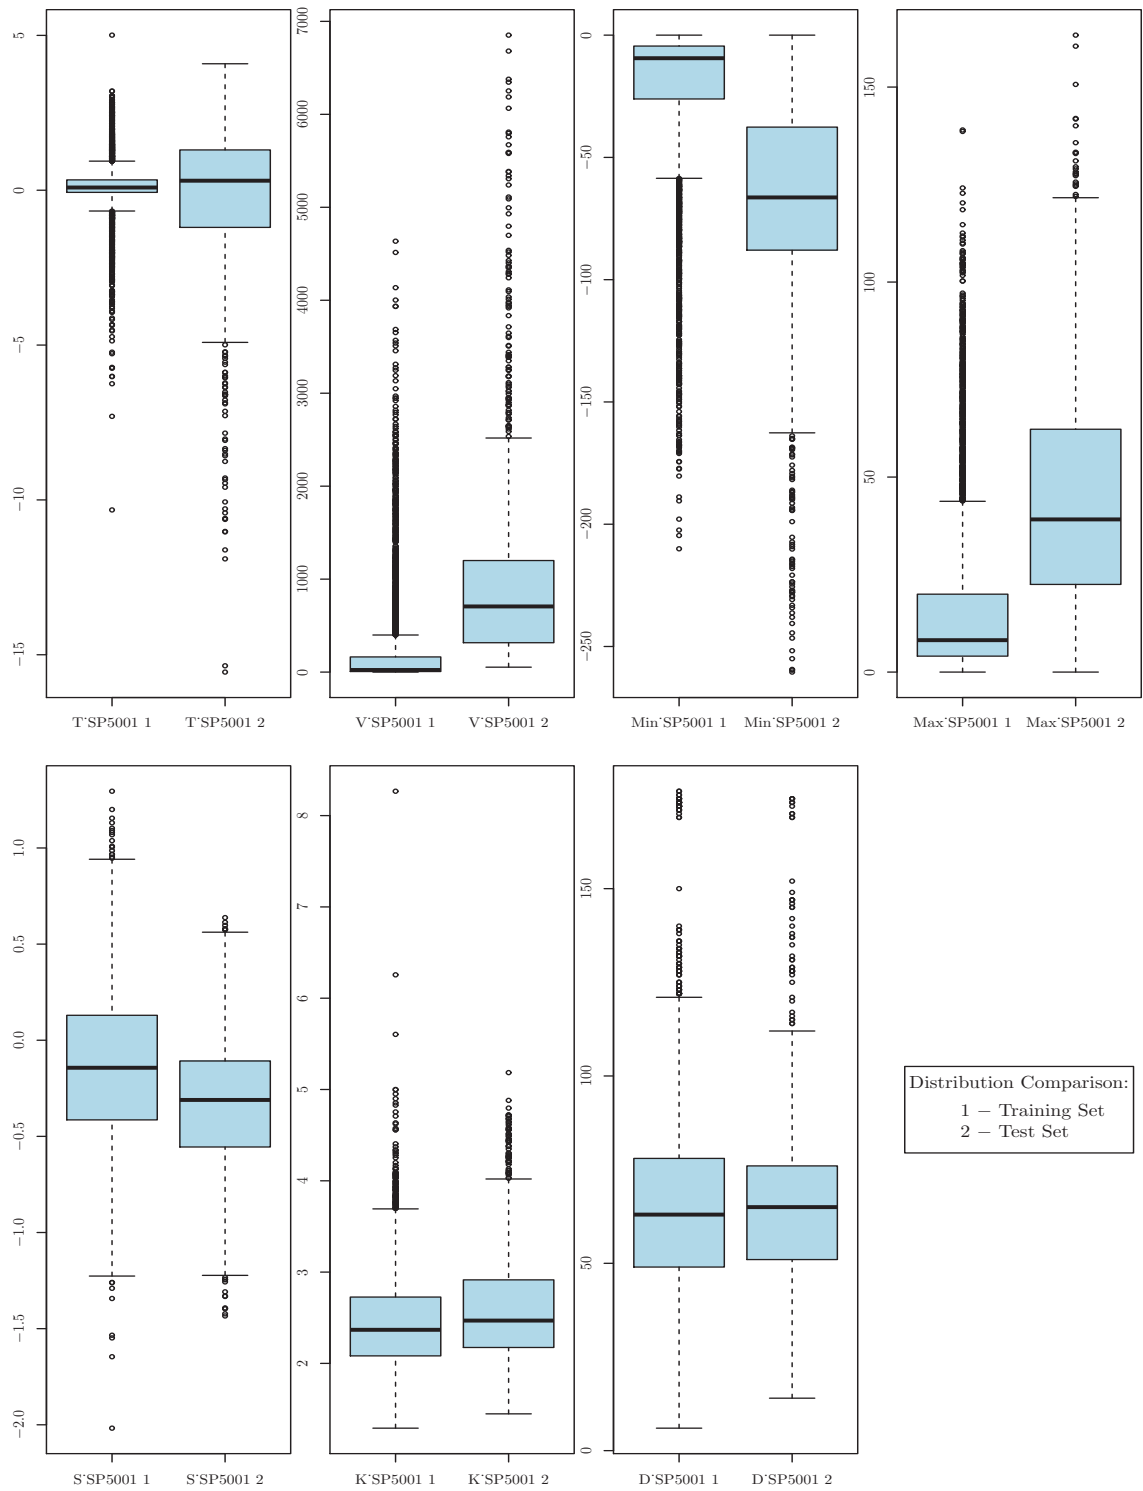 5
0
−5
−10
−15
T˙SP5001 1
T˙SP5001 2
7000
6000
5000
4000
3000
2000
1000
0
V˙SP5001 1
V˙SP5001 2
0
−50
−100
−150
−200
−250
Min˙SP5001 1
Min˙SP5001 2
150
100
50
0
Max˙SP5001 1
Max˙SP5001 2
1.0
0.5
0.0
−0.5
−1.0
−1.5
−2.0
S˙SP5001 1
S˙SP5001 2
8
7
6
5
4
3
2
K˙SP5001 1
K˙SP5001 2
150
100
50
0
D˙SP5001 1
D˙SP5001 2
Distribution Comparison:
1 − Training Set
2 − Test Set